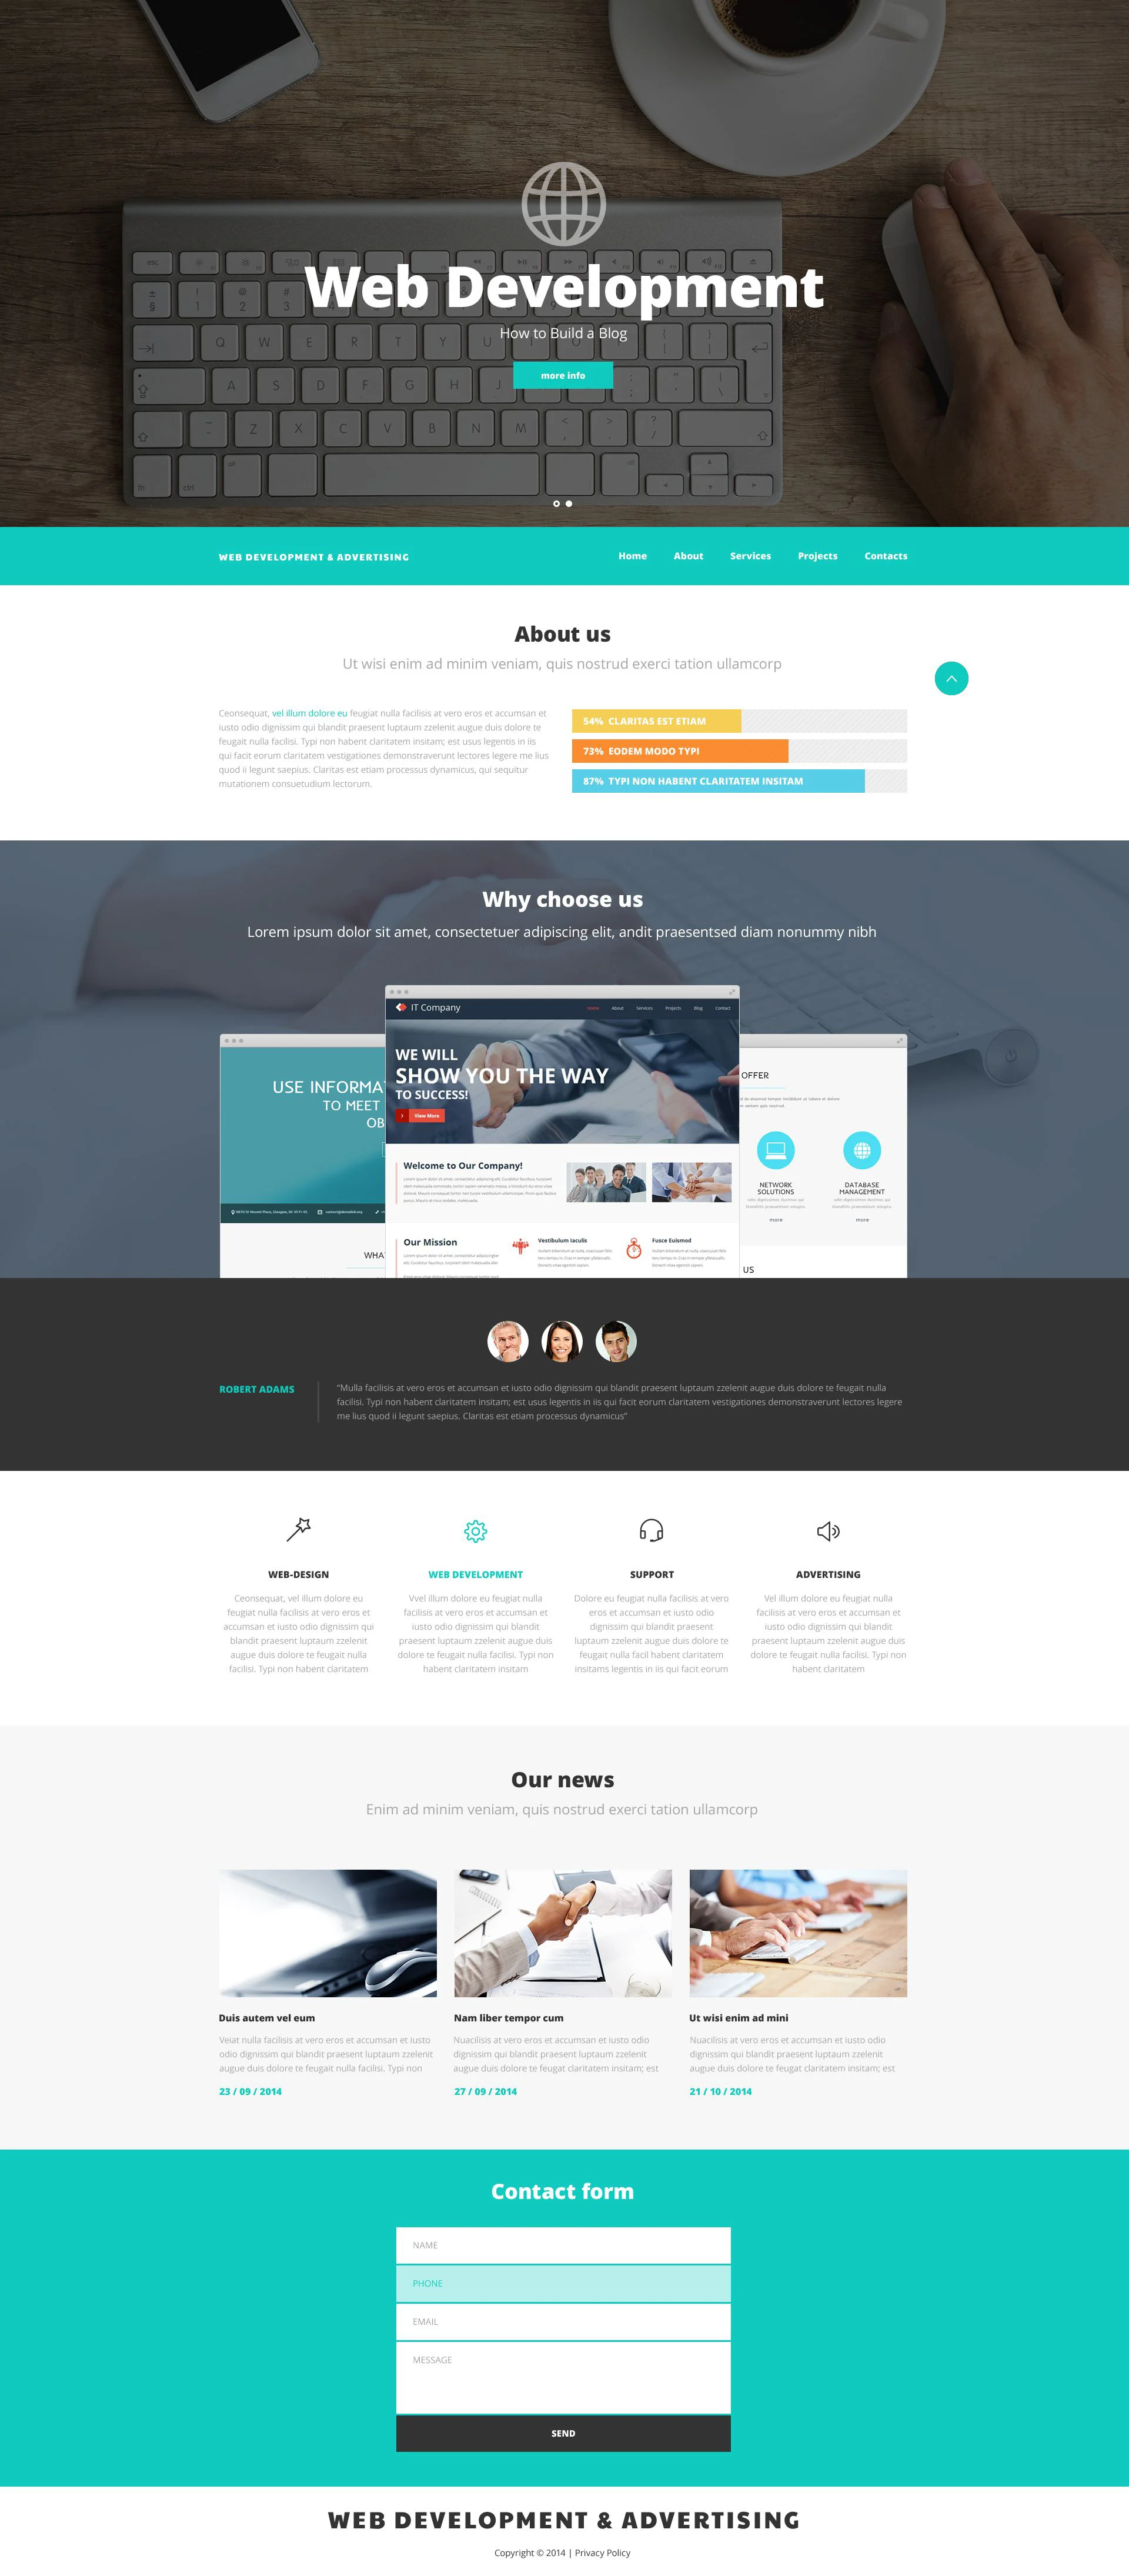 Web Development
How to Build a Blog
more info
WEB DEVELOPMENT & ADVERTISING
Home About Services Projects Contacts
About us
Ut wisi enim ad minim veniam, quis nostrud exerci tation ullamcorp
Ceonsequat, vel illum dolore eu feugiat nulla facilisis at vero eros et accumsan et
iusto odio dignissim qui blandit praesent luptatum zzelenit augue duis dolore te
feugait nulla facilisi. Typi non habent claritatem insitam; est usus legentis in iis
qui facit eorum claritatem vestigationes demonstraverunt lectores legere me lius
quod ii legunt saepius. Claritas est etiam processus dynamicus, qui sequitur
mutationem consuetudium lectorum.
54% CLARITAS EST ETIAM
73% EODEM MODO TYPI
87% TYPI NON HABENT CLARITATEM INSITAM
Why choose us
Lorem ipsum dolor sit amet, consectetuer adipiscing elit, andit praesentsed diam nonummy nibh
IT Company
Home About Services Projects Blog Contact
WE WILL
SHOW YOU THE WAY
TO SUCCESS!
View More
Welcome to Our Company!
Our Mission
Vestibulum Iaculis
Fusce Euismod
USE INFORMA
TO MEET
OB
WHA
OFFER
NETWORK
SOLUTIONS
more
DATABASE
MANAGEMENT
more
US
ROBERT ADAMS
“Mulla facilisis at vero eros et accumsan et iusto odio dignissim qui blandit praesent luptaum zzelenit augue duis dolore te feugait nulla
facilisi. Typi non habent claritatem insitam; est usus legentis in iis qui facit eorum claritatem vestigationes demonstraverunt lectores legere
me lius quod ii legunt saepius. Claritas est etiam processus dynamicus”
WEB-DESIGN
Ceonsequat, vel illum dolore eu
feugiat nulla facilisis at vero eros et
accumsan et iusto odio dignissim qui
blandit praesent luptaum zzelenit
augue duis dolore te feugait nulla
facilisi. Typi non habent claritatem
WEB DEVELOPMENT
Vvel illum dolore eu feugiat nulla
facilisis at vero eros et accumsan et
iusto odio dignissim qui blandit
praesent luptaum zzelenit augue duis
dolore te feugait nulla facilisi. Typi non
habent claritatem insitam
SUPPORT
Dolore eu feugiat nulla facilisis at vero
eros et accumsan et iusto odio
dignissim qui blandit praesent
luptaum zzelenit augue duis dolore te
feugait nulla facil habent claritatem
insitams legentis in iis qui facit eorum
ADVERTISING
Vel illum dolore eu feugiat nulla
facilisis at vero eros et accumsan et
iusto odio dignissim qui blandit
praesent luptaum zzelenit augue duis
dolore te feugait nulla facilisi. Typi non
habent claritatem
Our news
Enim ad minim veniam, quis nostrud exerci tation ullamcorp
Duis autem vel eum
Veiat nulla facilisis at vero eros et accumsan et iusto
odio dignissim qui blandit praesent luptaum zzelenit
augue duis dolore te feugait nulla facilisi. Typi non
23 / 09 / 2014
Nam liber tempor cum
Nuacilisis at vero eros et accumsan et iusto odio
dignissim qui blandit praesent luptaum zzelenit
augue duis dolore te feugat claritatem insitam; est
27 / 09 / 2014
Ut wisi enim ad mini
Nuacilisis at vero eros et accumsan et iusto odio
dignissim qui blandit praesent luptaum zzelenit
augue duis dolore te feugat claritatem insitam; est
21 / 10 / 2014
Contact form
NAME
PHONE
EMAIL
MESSAGE
SEND
WEB DEVELOPMENT & ADVERTISING
Copyright © 2014 | Privacy Policy